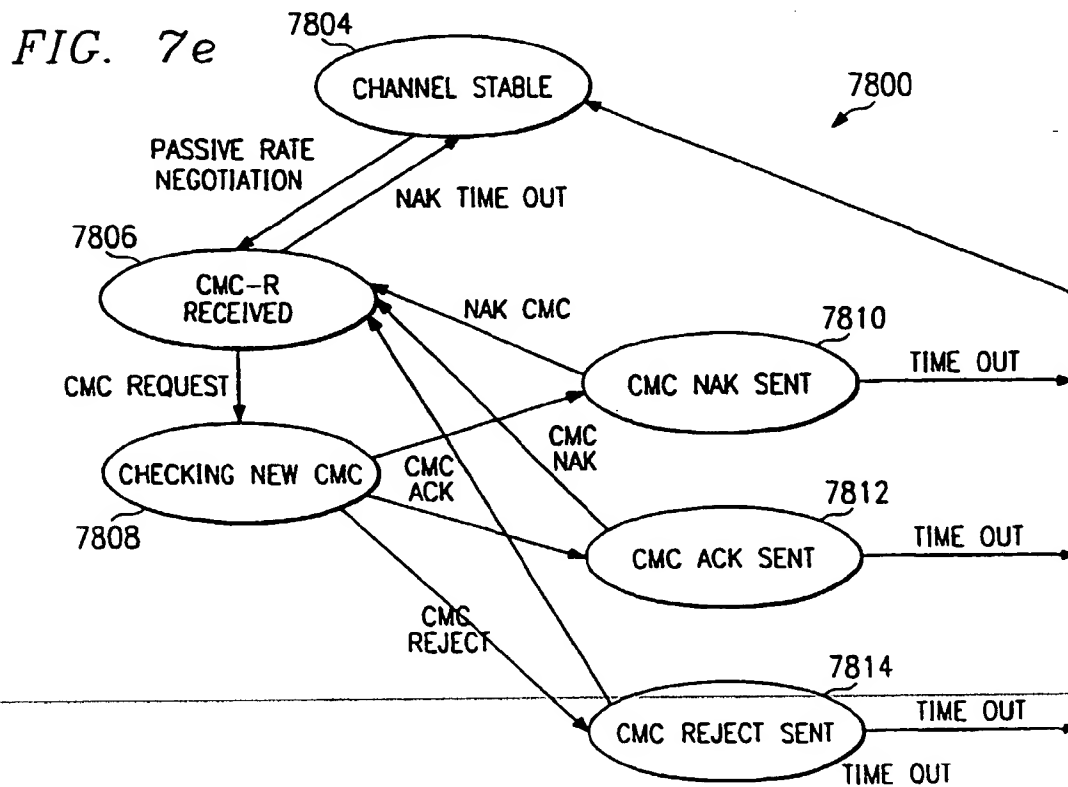 FIG. 7e
7804
CHANNEL STABLE
7800
PASSIVE RATE
NEGOTIATION
NAK TIME OUT
7806
CMC-R
RECEIVED
NAK CMC
7810
CMC NAK SENT
TIME OUT
CMC REQUEST
CMC
NAK
CHECKING NEW CMC
CMC
ACK
7808
7812
CMC ACK SENT
TIME OUT
CMC
REJECT
7814
CMC REJECT SENT
TIME OUT
TIME OUT